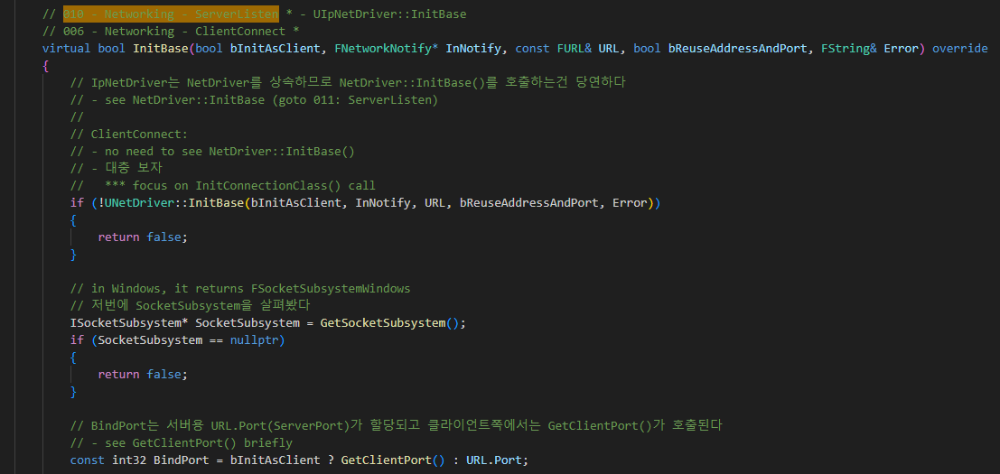 // 010 - Networking - ServerListen * - UIpNetDriver::InitBase
// 006 - Networking - ClientConnect *
virtual bool InitBase(bool bInitAsClient, FNetworkNotify* InNotify, const FURL& URL, bool bReuseAddressAndPort, FString& Error) override
{
// IpNetDriver는 NetDriver를 상속하므로 NetDriver::InitBase()를 호출하는건 당연하다
// - see NetDriver::InitBase (goto 011: ServerListen)
//
// ClientConnect:
// - no need to see NetDriver::InitBase()
// - 대충 보자
//   *** focus on InitConnectionClass() call
if (!UNetDriver::InitBase(bInitAsClient, InNotify, URL, bReuseAddressAndPort, Error))
{
return false;
}
// in Windows, it returns FSocketSubsystemWindows
// 저번에 SocketSubsystem을 살펴봤다
ISocketSubsystem* SocketSubsystem = GetSocketSubsystem();
if (SocketSubsystem == nullptr)
{
return false;
}
// BindPort는 서버용 URL.Port(ServerPort)가 할당되고 클라이언트쪽에서는 GetClientPort()가 호출된다
// - see GetClientPort() briefly
const int32 BindPort = bInitAsClient ? GetClientPort() : URL.Port;